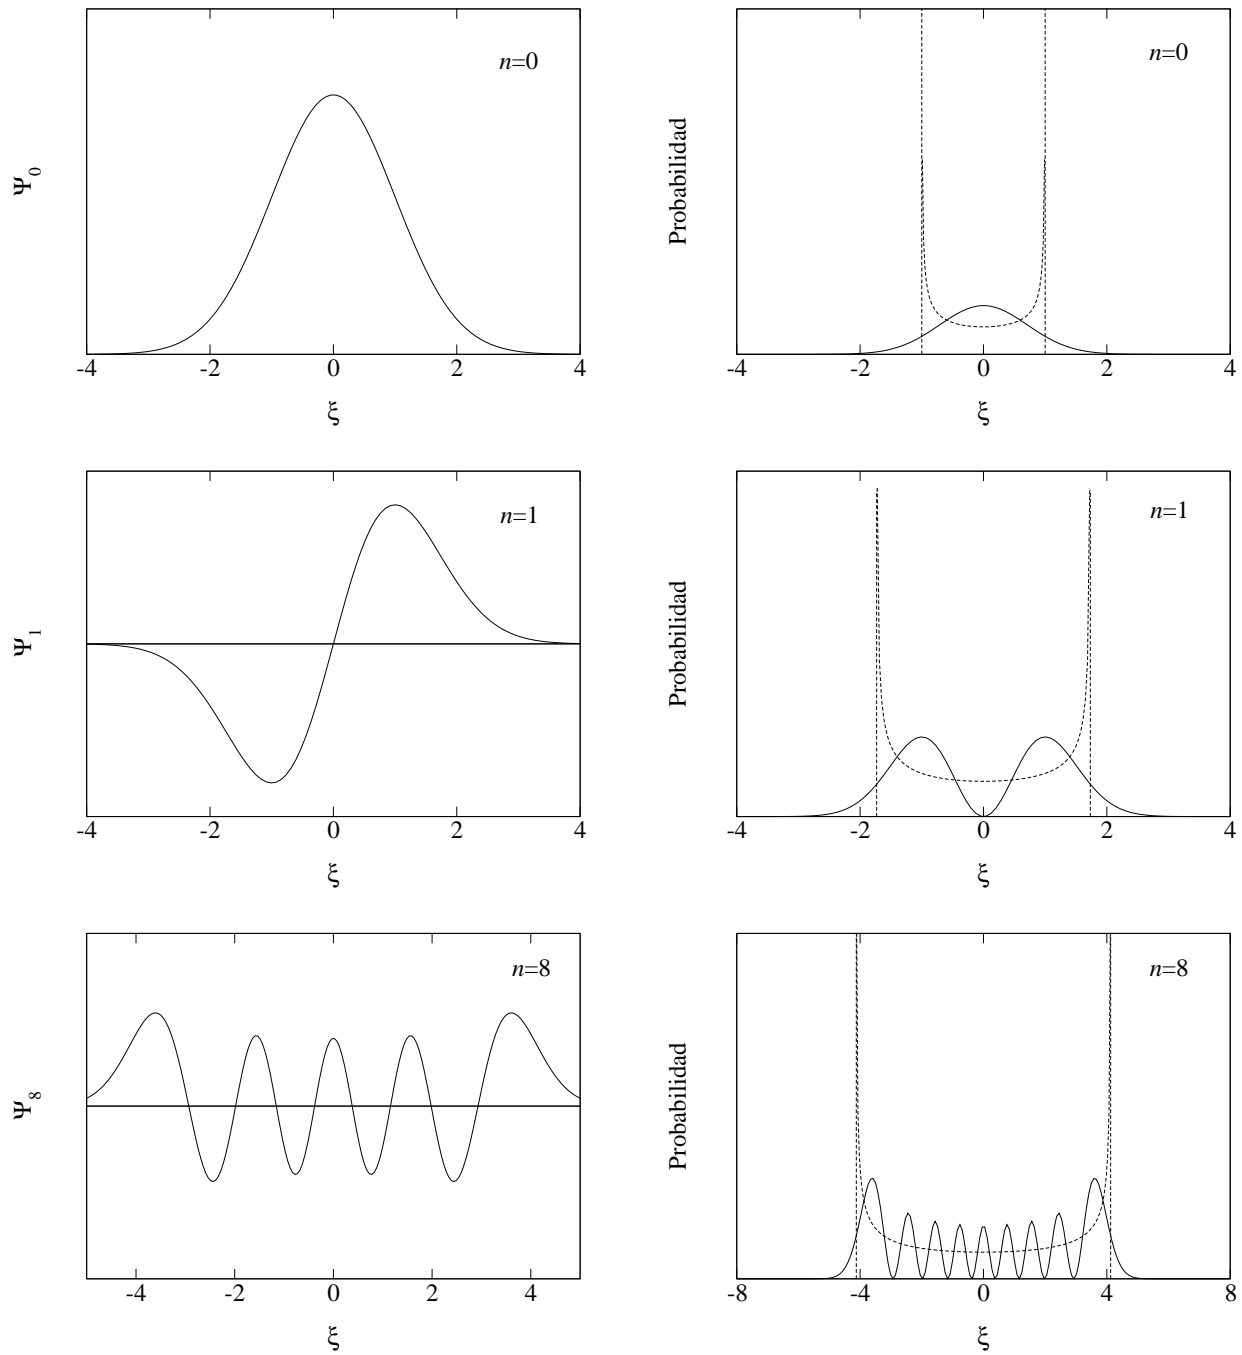 n=0
Ψ0
-4 -2 0 2 4
ξ
n=0
Probabilidad
-4 -2 0 2 4
ξ
n=1
Ψ1
-4 -2 0 2 4
ξ
n=1
Probabilidad
-4 -2 0 2 4
ξ
n=8
Ψ8
-4 -2 0 2 4
ξ
n=8
Probabilidad
-8 -4 0 4 8
ξ